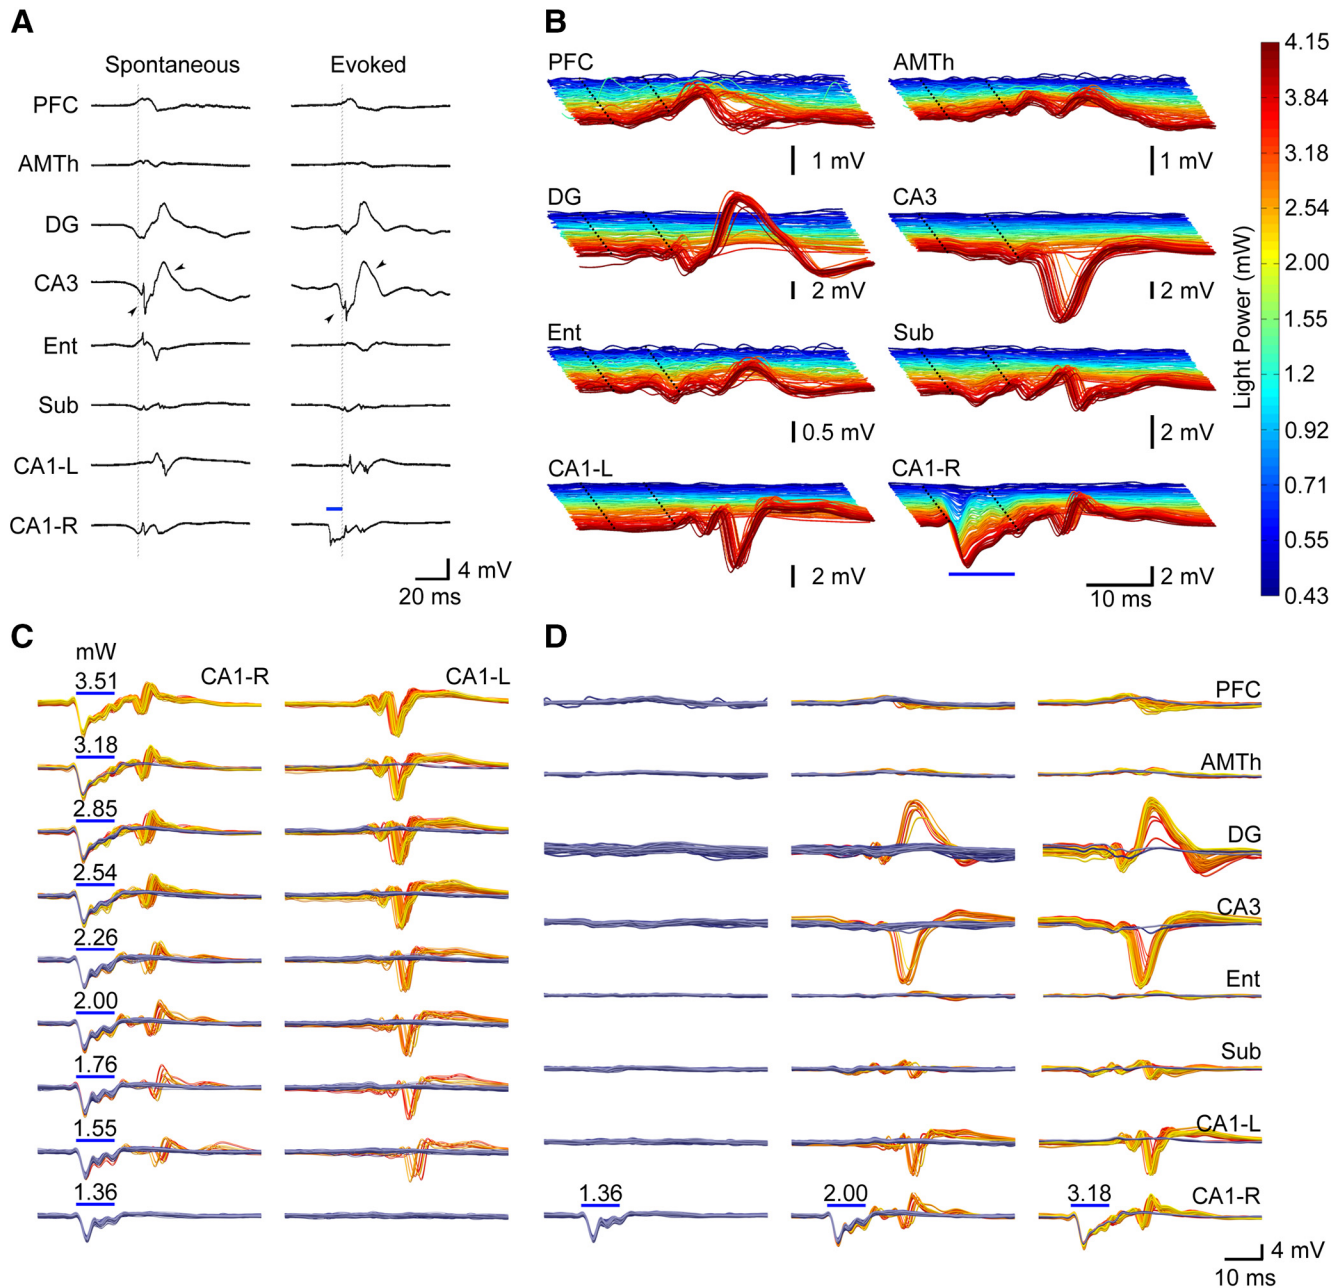 A
Spontaneous
Evoked
PFC
AMTh
DG
CA3
Ent
Sub
CA1-L
CA1-R
4 mV
20 ms
B
PFC
1 mV
AMTh
1 mV
DG
2 mV
CA3
2 mV
Ent
0.5 mV
Sub
2 mV
CA1-L
2 mV
CA1-R
2 mV
10 ms
Light Power (mW)
4.15
3.84
3.18
2.54
2.00
1.55
1.2
0.92
0.71
0.55
0.43
C
mW
3.51
CA1-R
CA1-L
3.18
2.85
2.54
2.26
2.00
1.76
1.55
1.36
D
PFC
AMTh
DG
CA3
Ent
Sub
CA1-L
1.36
2.00
3.18
CA1-R
4 mV
10 ms